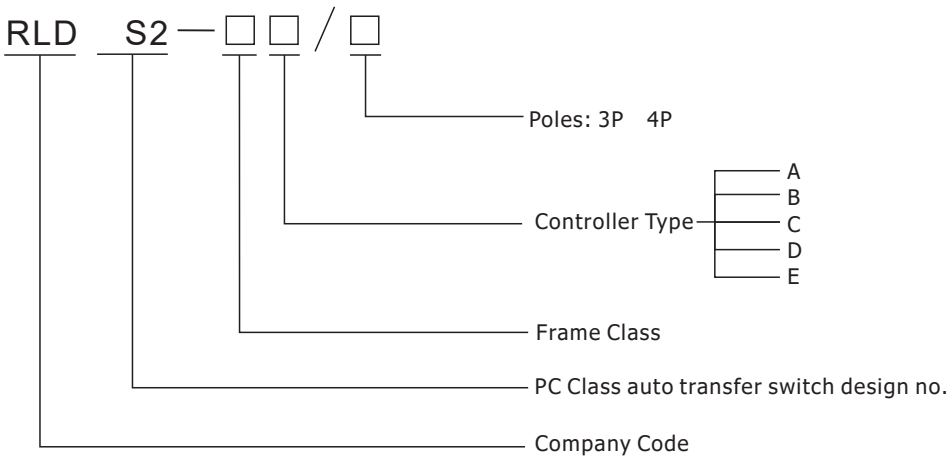 RLD S2—□□/□
Poles: 3P 4P
A
B
Controller Type C
D
E
Frame Class
PC Class auto transfer switch design no.
Company Code